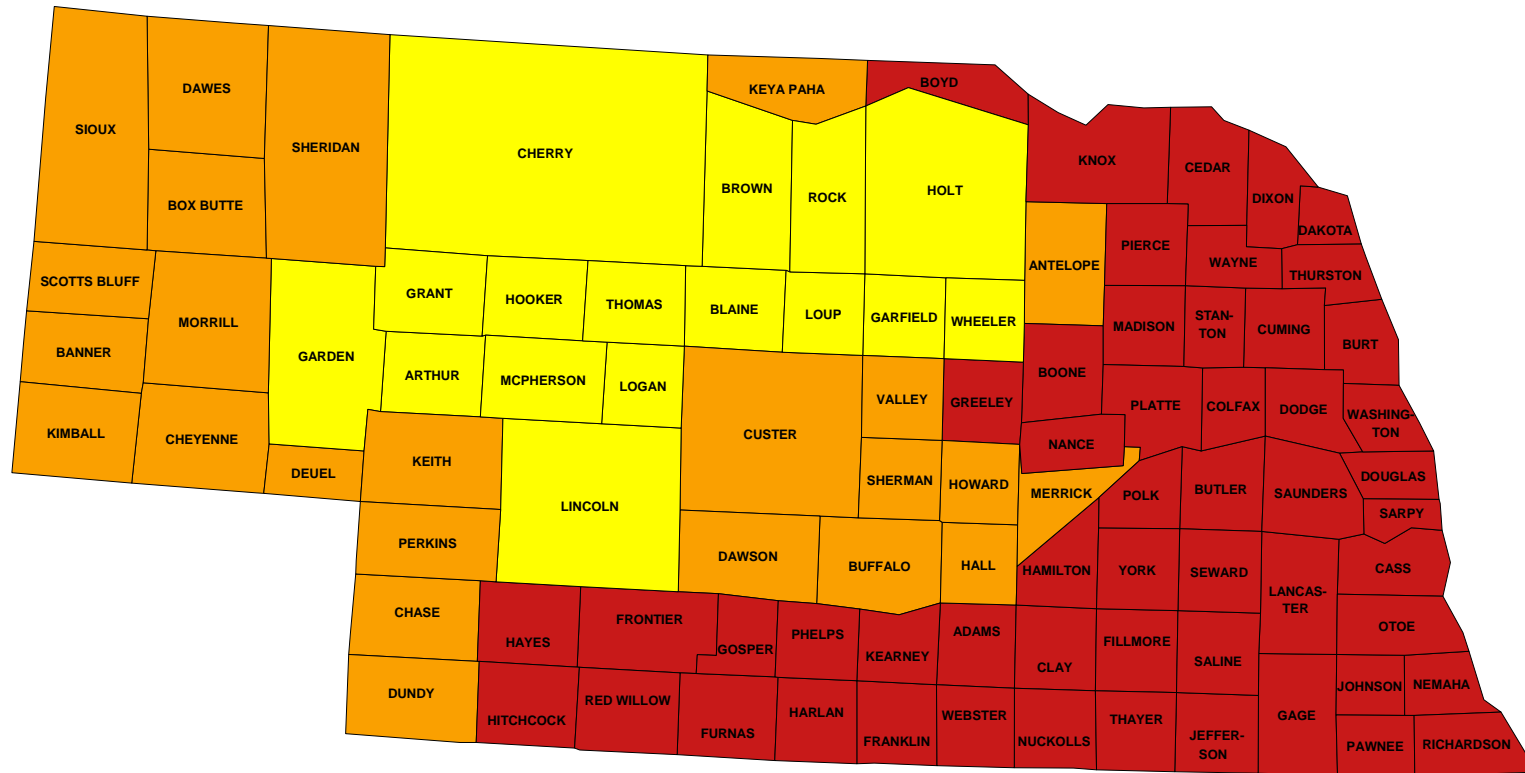 BOYD
KEYA PAHA
DAWES
SIOUX
SHERIDAN
CHERRY
KNOX
CEDAR
BROWN
ROCK
HOLT
DIXON
BOX BUTTE
DAKOTA
PIERCE
WAYNE
ANTELOPE
THURSTON
SCOTTS BLUFF
GRANT
HOOKER
THOMAS
BLAINE
LOUP
GARFIELD
WHEELER
MORRILL
MADISON
STAN-
TON
CUMING
BURT
BANNER
GARDEN
ARTHUR
MCPHERSON
LOGAN
BOONE
VALLEY
GREELEY
PLATTE
COLFAX
DODGE
WASHING-
TON
KIMBALL
CHEYENNE
CUSTER
NANCE
DEUEL
KEITH
SHERMAN
HOWARD
MERRICK
POLK
BUTLER
SAUNDERS
DOUGLAS
SARPY
LINCOLN
PERKINS
DAWSON
BUFFALO
HALL
HAMILTON
YORK
SEWARD
LANCAS-
TER
CASS
CHASE
HAYES
FRONTIER
GOSPER
PHELPS
KEARNEY
ADAMS
CLAY
FILLMORE
SALINE
OTOE
DUNDY
HITCHCOCK
RED WILLOW
FURNAS
HARLAN
FRANKLIN
WEBSTER
NUCKOLLS
THAYER
JEFFER-
SON
GAGE
JOHNSON
NEMAHA
PAWNEE
RICHARDSON